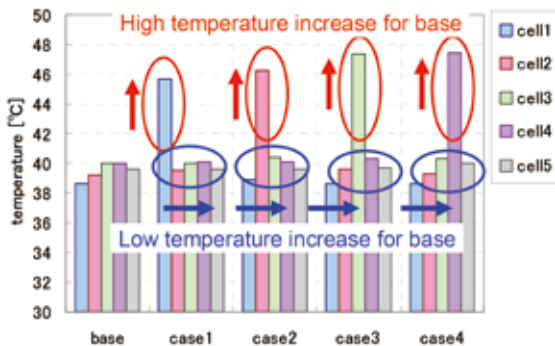 High temperature increase for base
50
48
46
44
42
40
38
36
34
32
30
temperature [℃]
Low temperature increase for base
base case1 case2 case3 case4
cell1
cell2
cell3
cell4
cell5